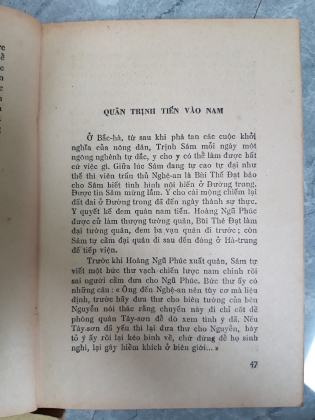 QUÂN TRỊNH TIẾN VÀO NAM
Ở Bắc-hà, từ sau khi phá tan các cuộc khởi
nghĩa của nông dân, Trịnh Sâm mỗi ngày một
ngông nghênh tự đắc, y cho y có thể làm được bất
cứ việc gì. Giữa lúc Sâm đang tự cao tự đại như
thế thì viên trấn thủ Nghệ-an là Bùi Thế Đạt báo
cho Sâm biết tình hình nội biến ở Đường trong.
Được tin Sâm mừng lắm. Y cho cái mộng chiếm lại
đất đai ở Đường trong đã đến ngày thành sự thực.
Y quyết kế đem quân nam tiến. Hoàng Ngũ Phúc
được cử làm thượng tướng quân, Bùi Thế Đạt làm
đại tướng quân, đem ba vạn quân đi trước; còn
Sâm tự cầm đại quân đi sau đến đóng ở Hà-trung
để tiếp viện.
Trước khi Hoàng Ngũ Phúc xuất quân, Sâm tự
viết một bức thư vạch chiến lược nam chinh rồi
sai người cầm đưa cho Ngũ Phúc. Bức thư ấy có
những câu: « Ông đến Nghệ-an nên tùy cơ mà liệu
định, trước hãy đưa thư cho biên tướng của bên
Nguyễn nói thác rằng chuyến này đi chỉ cốt đề
phòng quân Tây-sơn để dò xem tình ý đã. Nếu
Tây-sơn đã yếu thì lại đưa thư cho Nguyễn, bày
tỏ ý ấy rồi lại kéo binh về, chứ đừng để họ sinh
nghi, lại gây hiềm khích ở biên giới... »
47